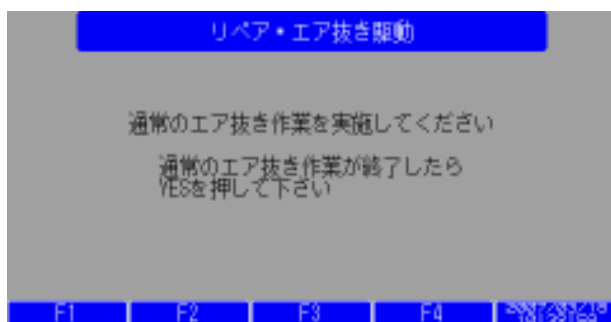 リペア・エア抜き駆動
通常のエア抜き作業を実施してください
通常のエア抜き作業が終了したら
YESを押して下さい
F1 F2 F3 F4